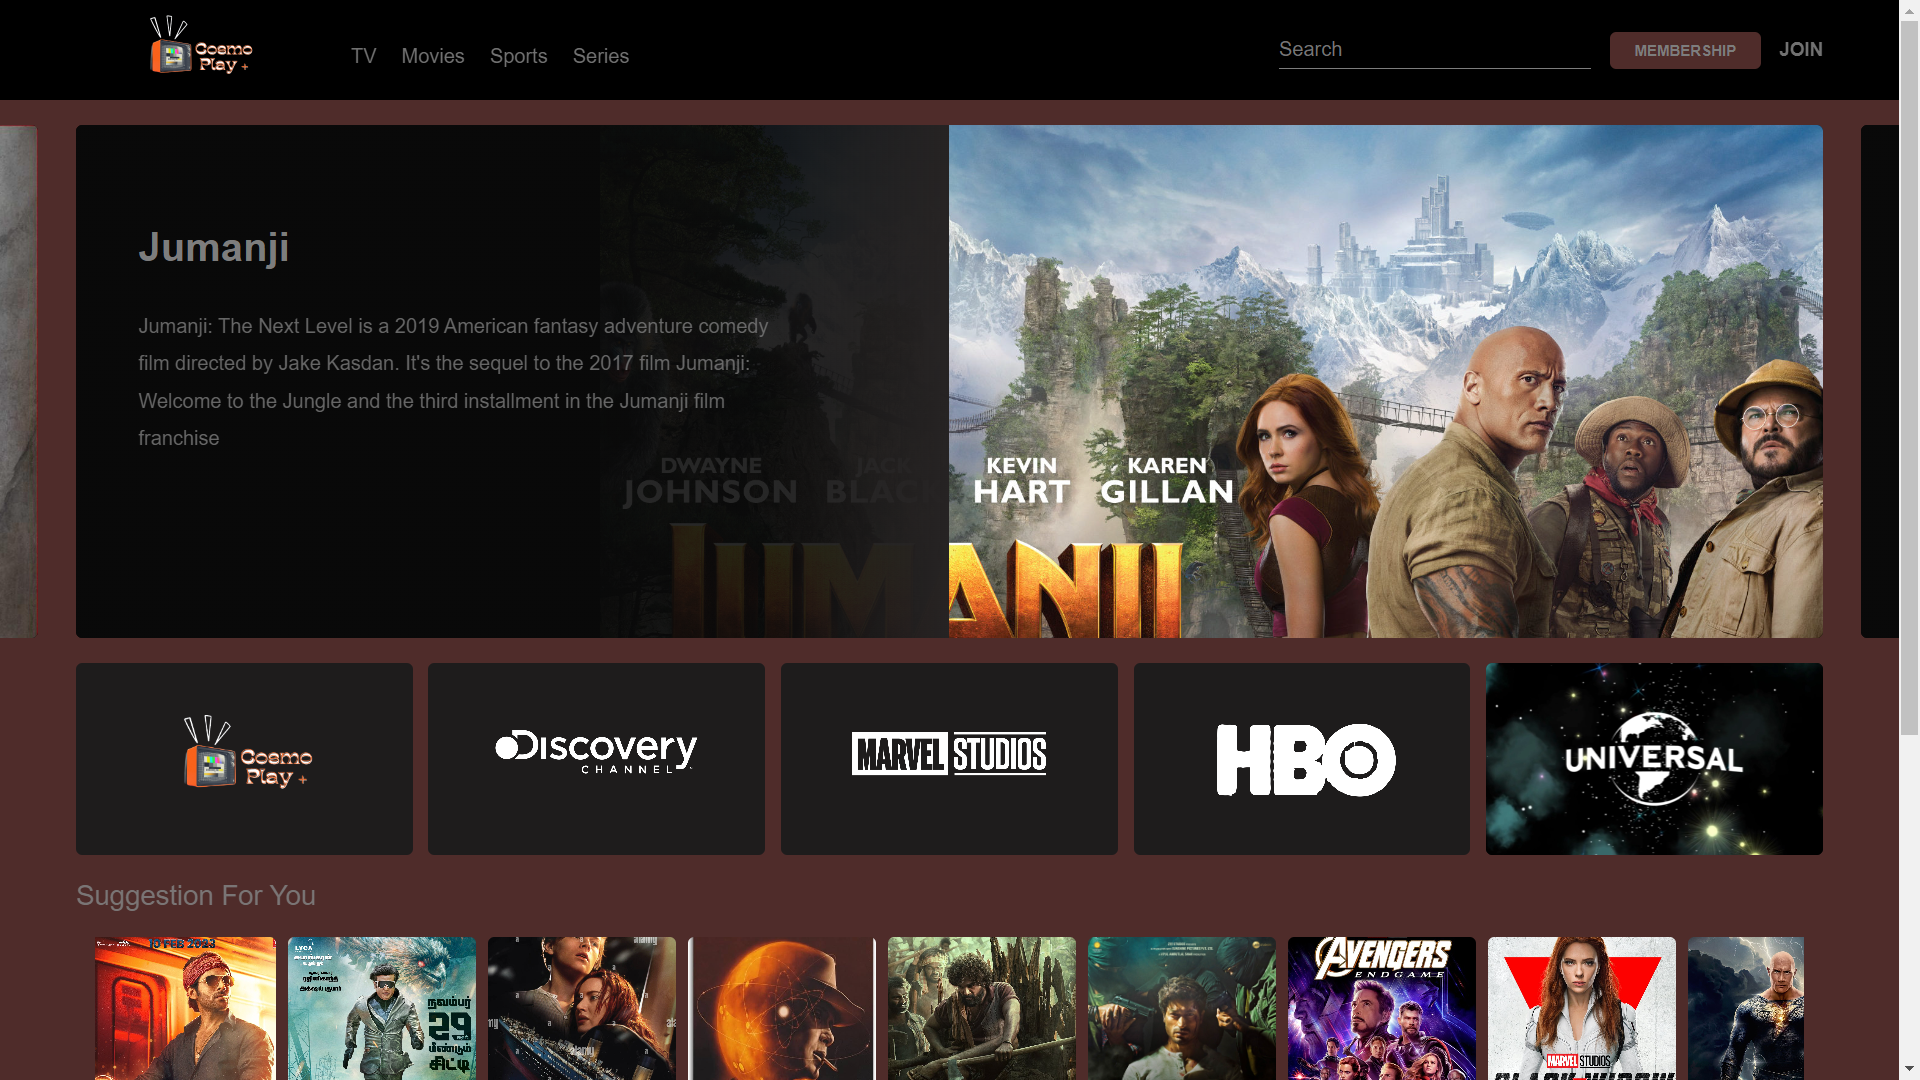 Cosmo
Play +
TV Movies Sports Series
Search
MEMBERSHIP
JOIN
Jumanji
Jumanji: The Next Level is a 2019 American fantasy adventure comedy
film directed by Jake Kasdan. It's the sequel to the 2017 film Jumanji:
Welcome to the Jungle and the third installment in the Jumanji film
franchise
DWAYNE JACK KEVIN KAREN
JOHNSON BLACK HART GILLAN
JUMANJI
Cosmo
Play +
Discovery
CHANNEL
MARVEL STUDIOS
HBO
UNIVERSAL
Suggestion For You
10 FEB 2023
LYCA
நவம்பர்
29
மீண்டும்
சிட்டி
alamy
AVENGERS
ENDGAME
MARVEL STUDIOS
BLACK WIDOW